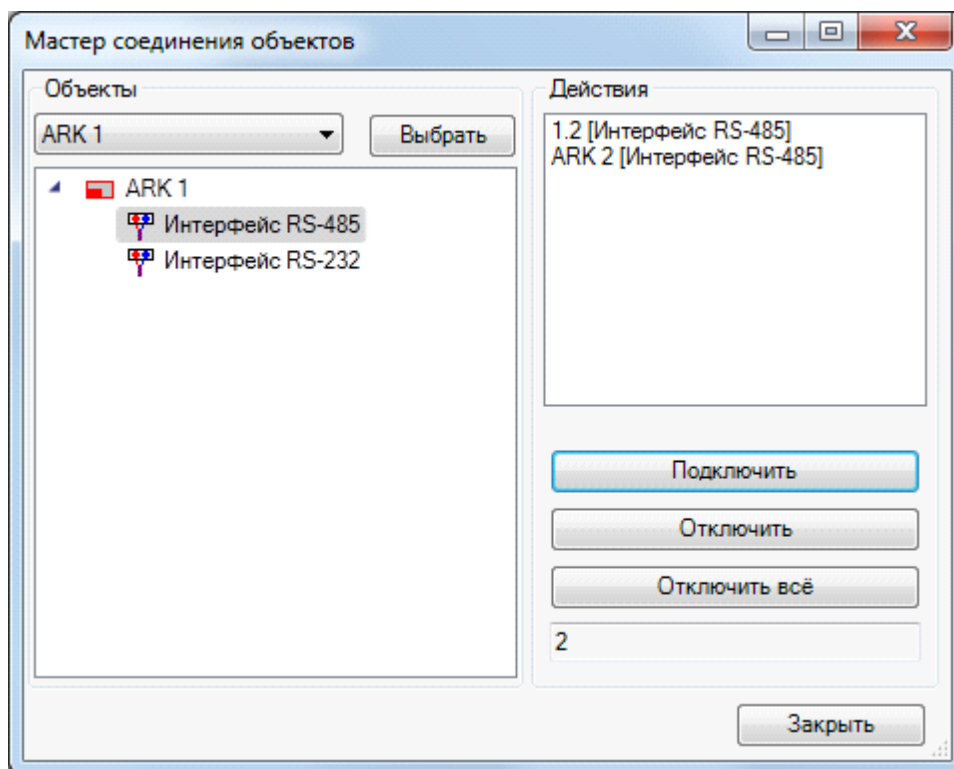 Мастер соединения объектов
Объекты
ARK 1
Выбрать
ARK 1
Интерфейс RS-485
Интерфейс RS-232
Действия
1.2 [Интерфейс RS-485]
ARK 2 [Интерфейс RS-485]
Подключить
Отключить
Отключить всё
2
Закрыть